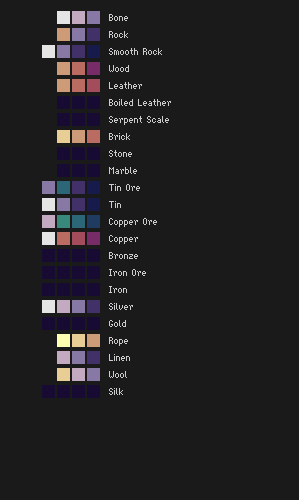 Bone
Rock
Smooth Rock
Wood
Leather
Boiled Leather
Serpent Scale
Brick
Stone
Marble
Tin Ore
Tin
Copper Ore
Copper
Bronze
Iron Ore
Iron
Silver
Gold
Rope
Linen
Wool
Silk